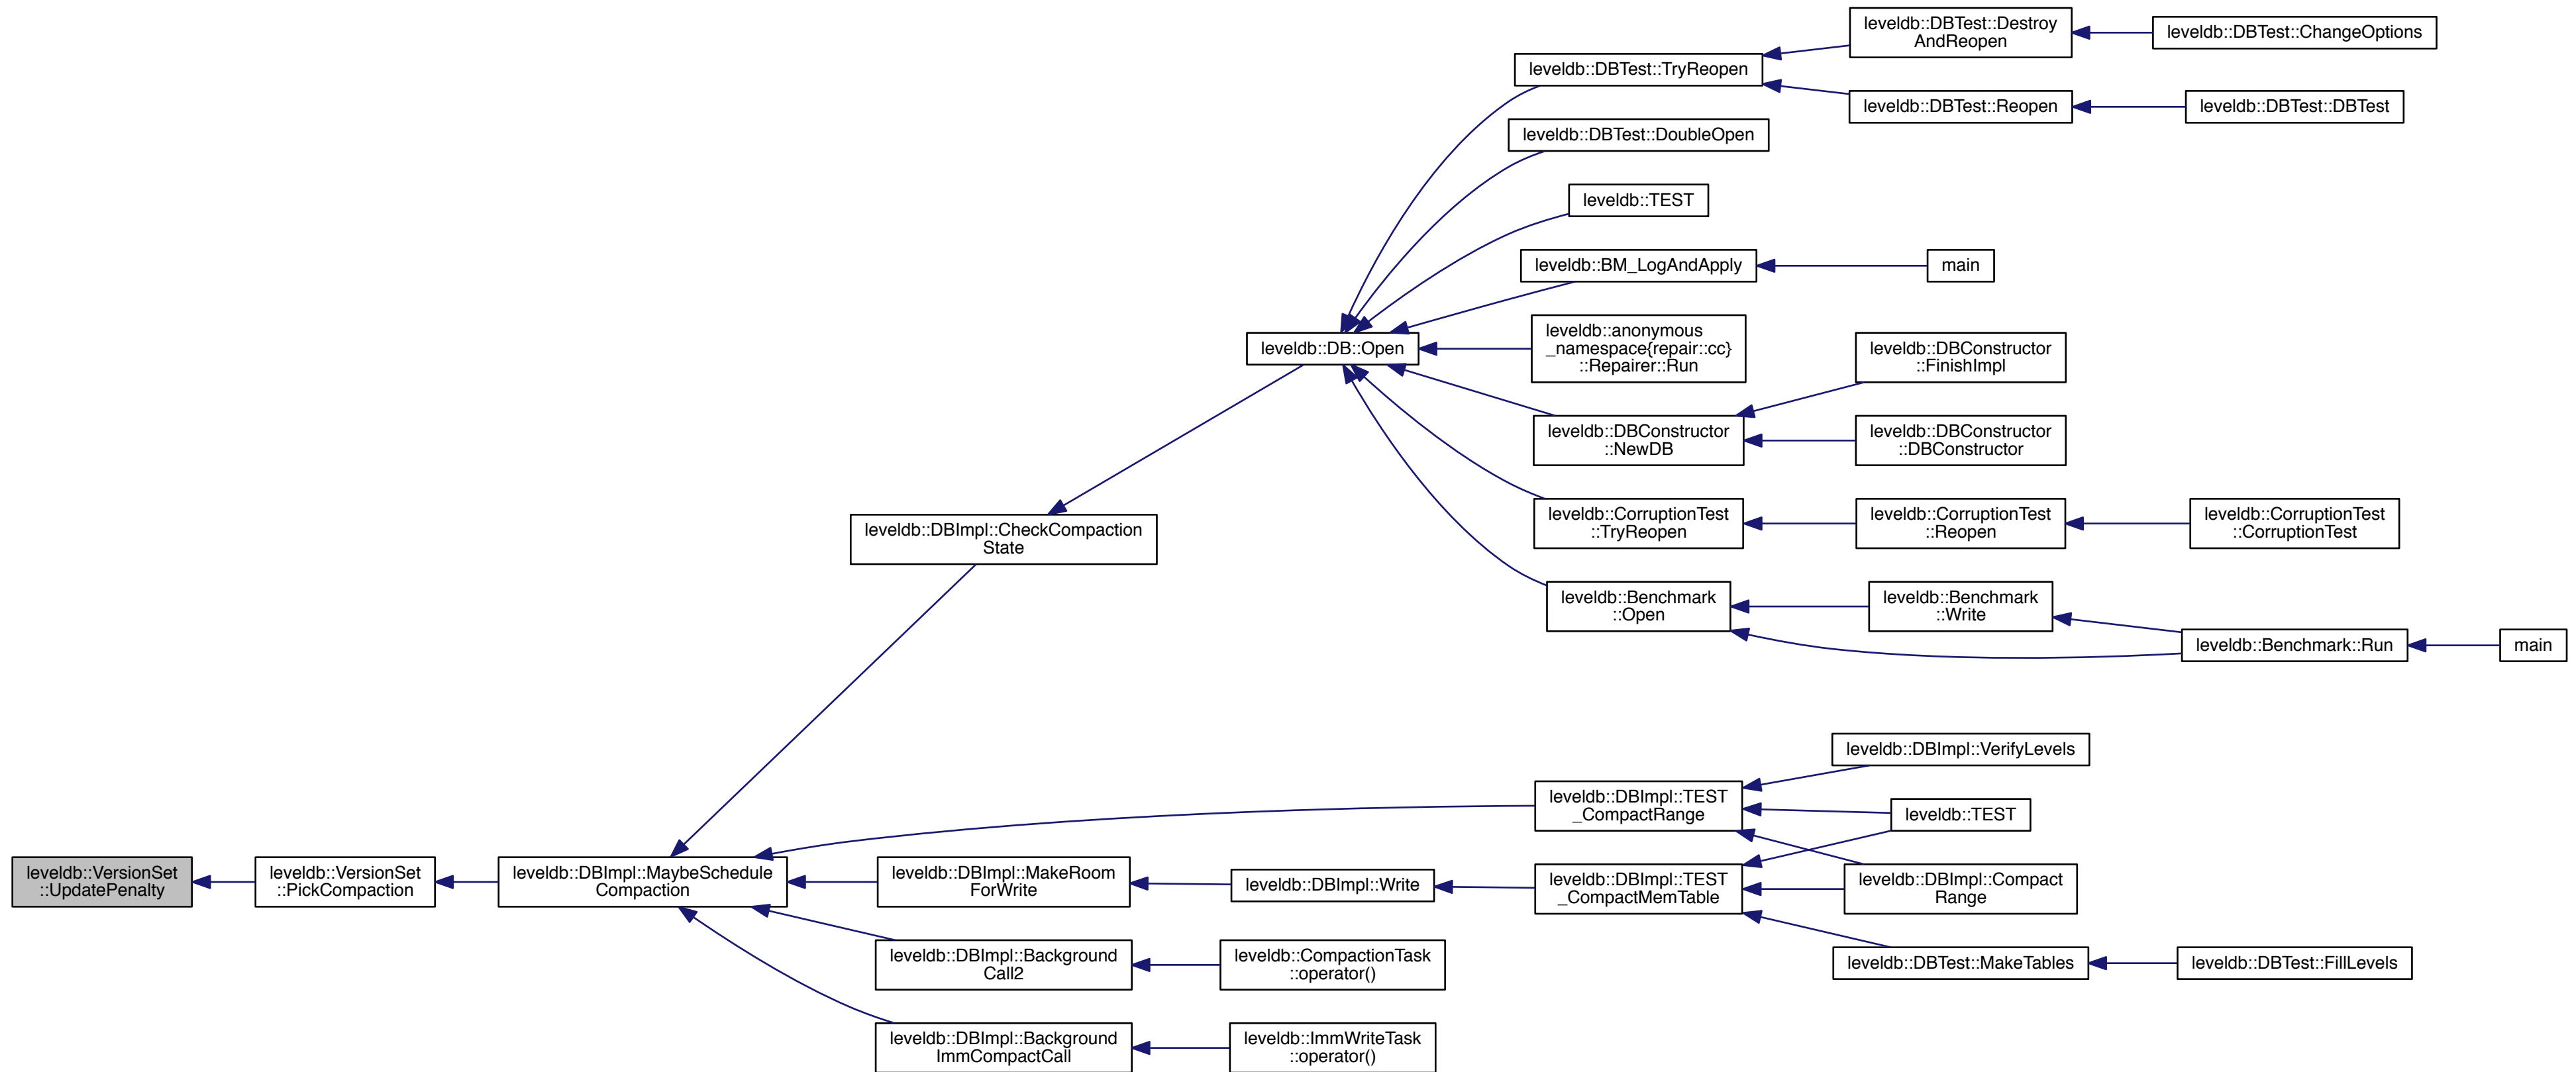 leveldb::VersionSet
::UpdatePenalty
leveldb::VersionSet
::PickCompaction
leveldb::DBImpl::MaybeSchedule
Compaction
leveldb::DBImpl::CheckCompaction
State
leveldb::DB::Open
leveldb::DBTest::TryReopen
leveldb::DBTest::Destroy
AndReopen
leveldb::DBTest::ChangeOptions
leveldb::DBTest::Reopen
leveldb::DBTest::DBTest
leveldb::DBTest::DoubleOpen
leveldb::TEST
leveldb::BM_LogAndApply
main
leveldb::anonymous
_namespace{repair::cc}
::Repairer::Run
leveldb::DBConstructor
::NewDB
leveldb::DBConstructor
::FinishImpl
leveldb::DBConstructor
::DBConstructor
leveldb::CorruptionTest
::TryReopen
leveldb::CorruptionTest
::Reopen
leveldb::CorruptionTest
::CorruptionTest
leveldb::Benchmark
::Open
leveldb::Benchmark
::Write
leveldb::Benchmark::Run
main
leveldb::DBImpl::TEST
_CompactRange
leveldb::DBImpl::VerifyLevels
leveldb::TEST
leveldb::DBImpl::Compact
Range
leveldb::DBImpl::MakeRoom
ForWrite
leveldb::DBImpl::Write
leveldb::DBImpl::TEST
_CompactMemTable
leveldb::DBTest::MakeTables
leveldb::DBTest::FillLevels
leveldb::DBImpl::Background
Call2
leveldb::CompactionTask
::operator()
leveldb::DBImpl::Background
ImmCompactCall
leveldb::ImmWriteTask
::operator()